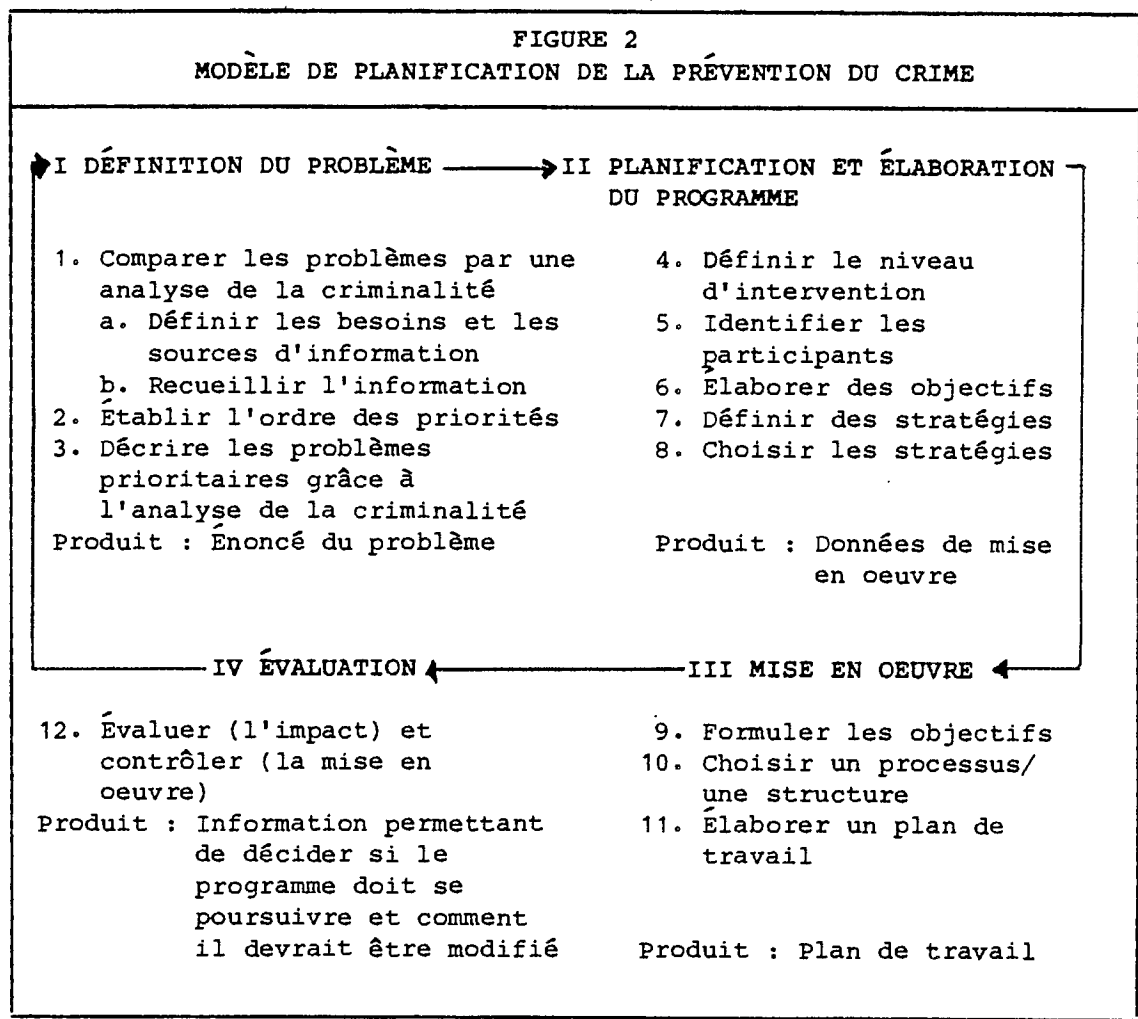 FIGURE 2
MODÈLE DE PLANIFICATION DE LA PRÉVENTION DU CRIME
I DÉFINITION DU PROBLÈME
II PLANIFICATION ET ÉLABORATION
DU PROGRAMME
1. Comparer les problèmes par une
analyse de la criminalité
a. Définir les besoins et les
sources d'information
b. Recueillir l'information
2. Établir l'ordre des priorités
3. Décrire les problèmes
prioritaires grâce à
l'analyse de la criminalité
Produit : Énoncé du problème
4. Définir le niveau
d'intervention
5. Identifier les
participants
6. Élaborer des objectifs
7. Définir des stratégies
8. Choisir les stratégies
Produit : Données de mise
en oeuvre
IV ÉVALUATION
III MISE EN OEUVRE
12. Évaluer (l'impact) et
contrôler (la mise en
oeuvre)
Produit : Information permettant
de décider si le
programme doit se
poursuivre et comment
il devrait être modifié
9. Formuler les objectifs
10. Choisir un processus/
une structure
11. Élaborer un plan de
travail
Produit : Plan de travail